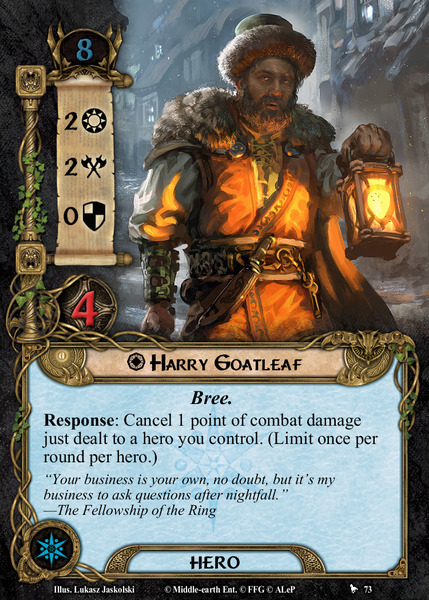 8
2
2
0
4
Harry Goatleaf
Bree.
Response: Cancel 1 point of combat damage
just dealt to a hero you control. (Limit once per
round per hero.)
“Your business is your own, no doubt, but it’s my
business to ask questions after nightfall.”
—The Fellowship of the Ring
HERO
Illus. Lukasz Jaskolski © Middle-earth Ent. © FFG © ALeP 73